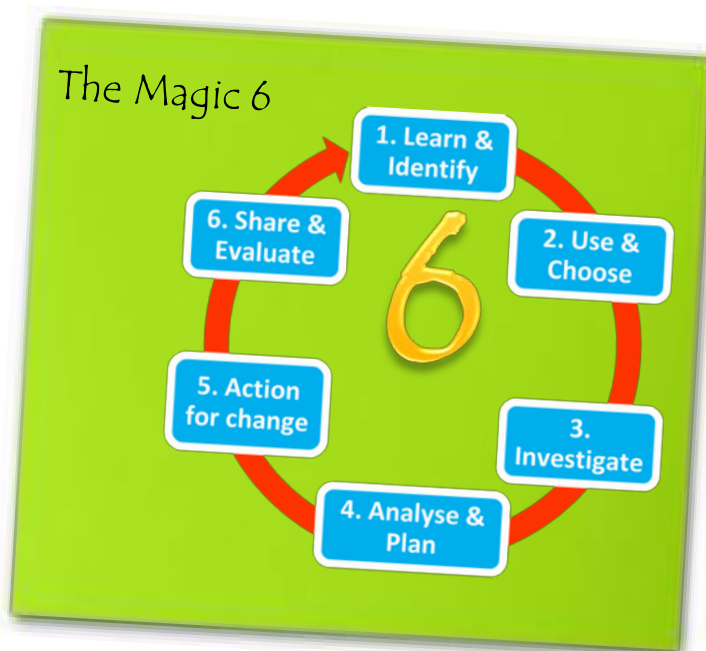 The Magic 6
1. Learn &
Identify
2. Use &
Choose
3.
Investigate
4. Analyse &
Plan
5. Action
for change
6. Share &
Evaluate
6